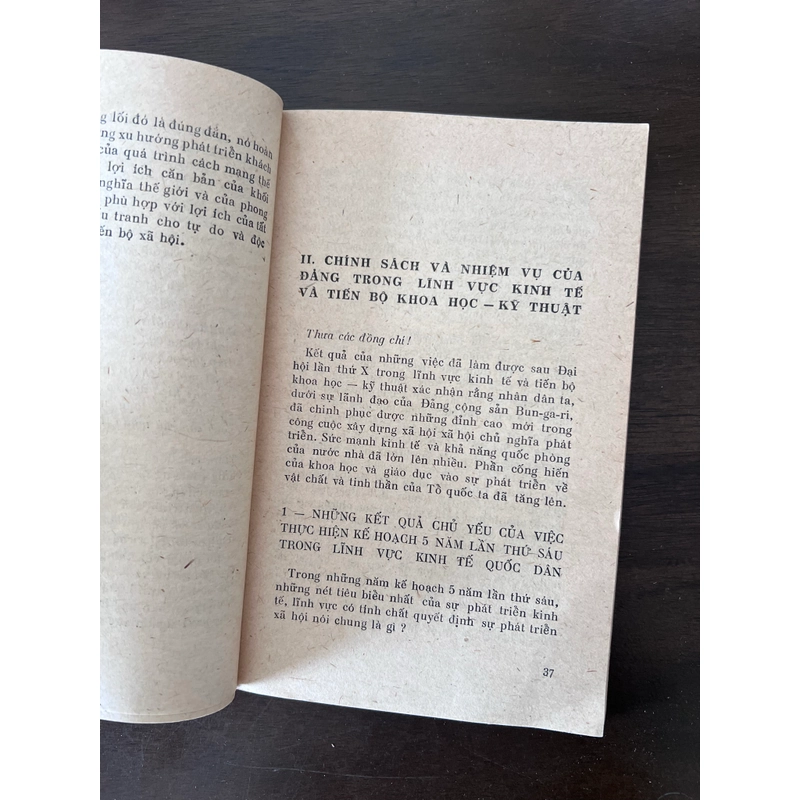 g lối đó là đúng đắn, nó hoàn
ng xu hướng phát triển khách
của quá trình cách mạng thế
lợi ích căn bản của khối
nghĩa thế giới và của phong
phù hợp với lợi ích của tất
u tranh cho tự do và độc
ến bộ xã hội.
II. CHÍNH SÁCH VÀ NHIỆM VỤ CỦA
ĐẢNG TRONG LĨNH VỰC KINH TẾ
VÀ TIẾN BỘ KHOA HỌC — KỸ THUẬT
Thưa các đồng chí!
Kết quả của những việc đã làm được sau Đại
hội lần thứ X trong lĩnh vực kinh tế và tiến bộ
khoa học — kỹ thuật xác nhận rằng nhân dân ta,
dưới sự lãnh đạo của Đảng cộng sản Bun-ga-ri,
đã chinh phục được những đỉnh cao mới trong
công cuộc xây dựng xã hội xã hội chủ nghĩa phát
triển. Sức mạnh kinh tế và khả năng quốc phòng
của nước nhà đã lớn lên nhiều. Phần cống hiến
của khoa học và giáo dục vào sự phát triển về
vật chất và tinh thần của Tổ quốc ta đã tăng lên.
1 — NHỮNG KẾT QUẢ CHỦ YẾU CỦA VIỆC
THỰC HIỆN KẾ HOẠCH 5 NĂM LẦN THỨ SÁU
TRONG LĨNH VỰC KINH TẾ QUỐC DÂN
Trong những năm kế hoạch 5 năm lần thứ sáu,
những nét tiêu biểu nhất của sự phát triển kinh
tế, lĩnh vực có tính chất quyết định sự phát triển
xã hội nói chung là gì ?
37